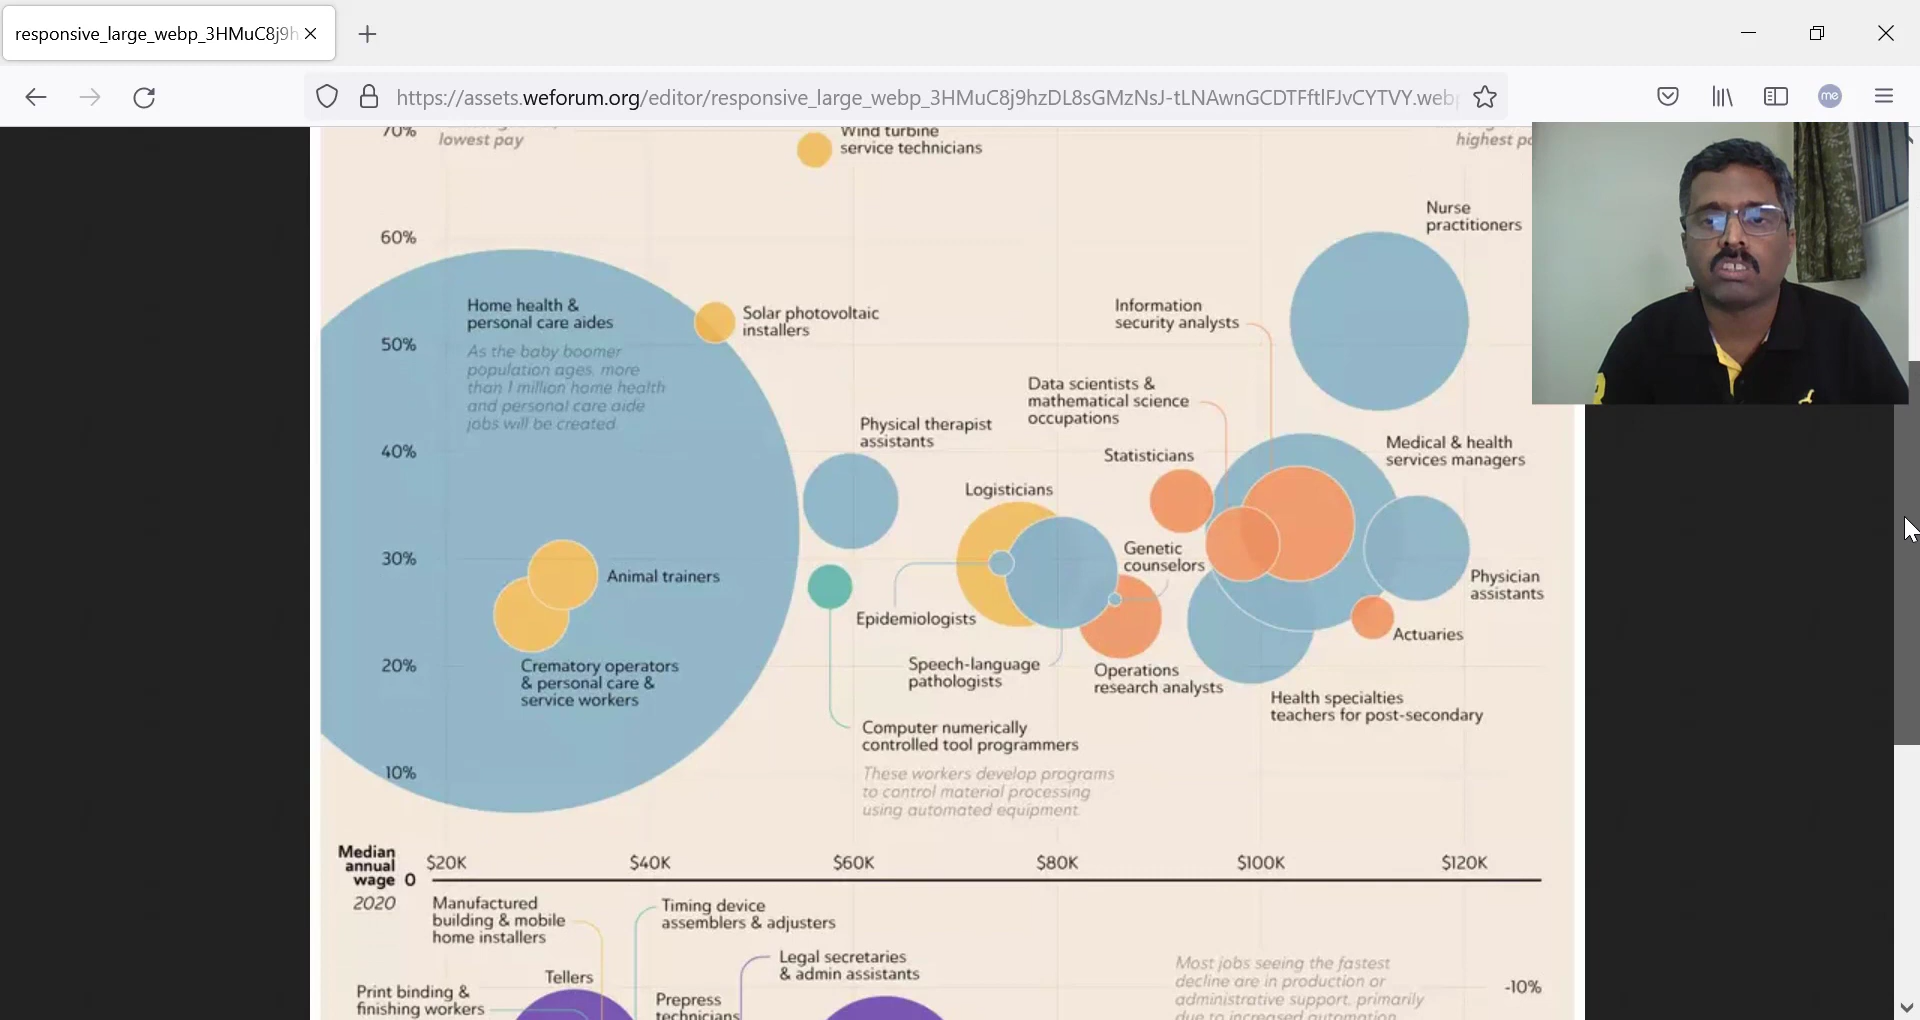 responsive_large_webp_3HMuC8j9h
https://assets.weforum.org/editor/responsive_large_webp_3HMuC8j9hzDL8sGMzNsJ-tLNAwnGCDTFftlFJvCYTVY.webp
me
70%
lowest pay
Wind turbine
service technicians
highest
Nurse
practitioners
60%
Home health &
personal care aides
As the baby boomer
population ages, more
than 1 million home health
and personal care aide
jobs will be created.
Solar photovoltaic
installers
Information
security analysts
50%
Data scientists &
mathematical science
occupations
Physical therapist
assistants
Statisticians
Medical & health
services managers
40%
Logisticians
Genetic
counselors
30%
Animal trainers
Physician
assistants
Epidemiologists
Actuaries
20%
Crematory operators
& personal care &
service workers
Speech-language
pathologists
Operations
research analysts
Health specialties
teachers for post-secondary
Computer numerically
controlled tool programmers
These workers develop programs
to control material processing
using automated equipment.
10%
Median
annual
wage 0
2020
$20K
$40K
$60K
$80K
$100K
$120K
Manufactured
building & mobile
home installers
Timing device
assemblers & adjusters
Legal secretaries
& admin assistants
Tellers
Print binding &
finishing workers
Prepress
technicians
Most jobs seeing the fastest
decline are in production or
administrative support, primarily
due to increased automation.
-10%